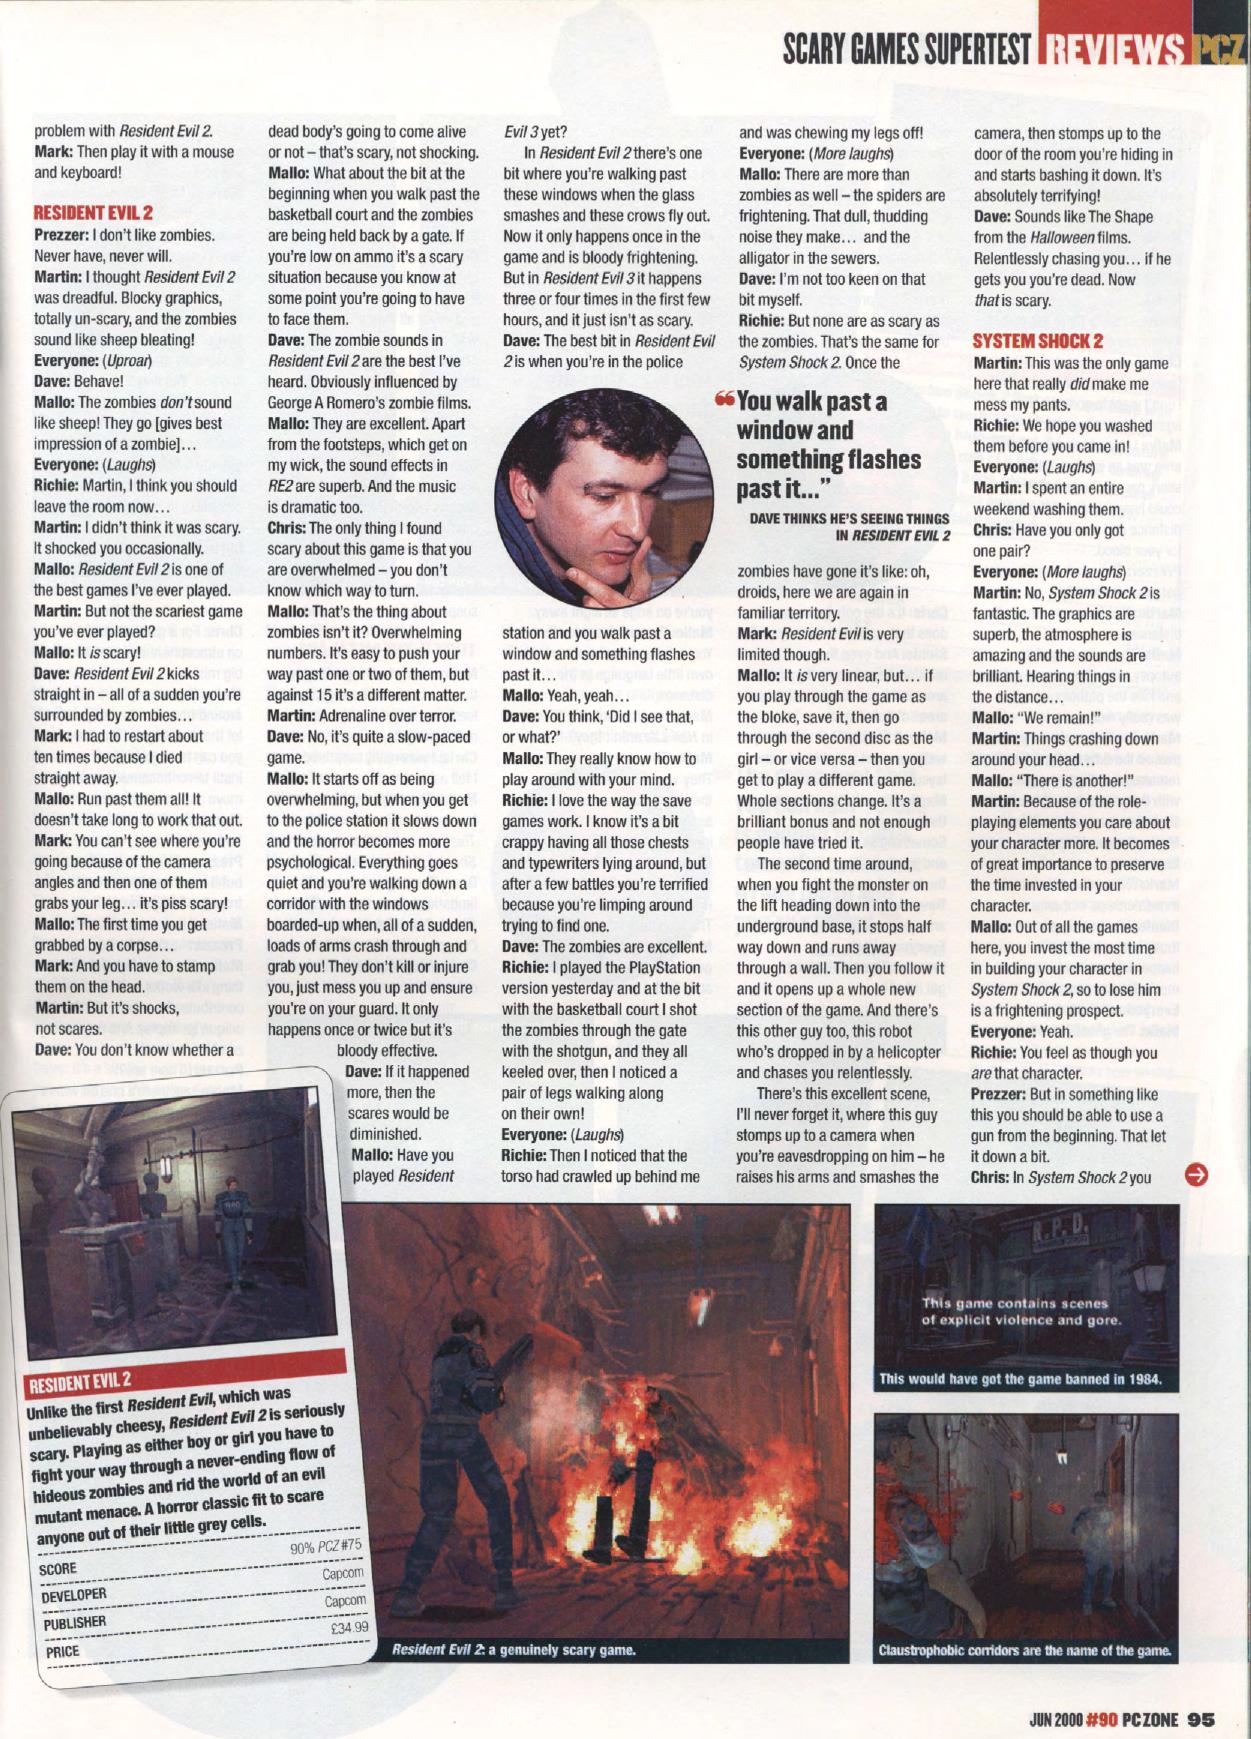 SCARY GAMES SUPERTEST REVIEWS PCZ
problem with Resident Evil 2.
Mark: Then play it with a mouse
and keyboard!
RESIDENT EVIL 2
Prezzer: I don't like zombies.
Never have, never will.
Martin: I thought Resident Evil 2
was dreadful. Blocky graphics,
totally un-scary, and the zombies
sound like sheep bleating!
Everyone: (Uproar)
Dave: Behave!
Mallo: The zombies don't sound
like sheep! They go [gives best
impression of a zombie]...
Everyone: (Laughs)
Richie: Martin, I think you should
leave the room now...
Martin: I didn't think it was scary.
It shocked you occasionally.
Mallo: Resident Evil 2 is one of
the best games I've ever played.
Martin: But not the scariest game
you've ever played?
Mallo: It is scary!
Dave: Resident Evil 2 kicks
straight in – all of a sudden you're
surrounded by zombies...
Mark: I had to restart about
ten times because I died
straight away.
Mallo: Run past them all! It
doesn't take long to work that out.
Mark: You can't see where you're
going because of the camera
angles and then one of them
grabs your leg... it's piss scary!
Mallo: The first time you get
grabbed by a corpse...
Mark: And you have to stamp
them on the head.
Martin: But it's shocks,
not scares.
Dave: You don't know whether a
dead body's going to come alive
or not – that's scary, not shocking.
Mallo: What about the bit at the
beginning when you walk past the
basketball court and the zombies
are being held back by a gate. If
you're low on ammo it's a scary
situation because you know at
some point you're going to have
to face them.
Dave: The zombie sounds in
Resident Evil 2 are the best I've
heard. Obviously influenced by
George A Romero's zombie films.
Mallo: They are excellent. Apart
from the footsteps, which get on
my wick, the sound effects in
RE2 are superb. And the music
is dramatic too.
Chris: The only thing I found
scary about this game is that you
are overwhelmed – you don't
know which way to turn.
Mallo: That's the thing about
zombies isn't it? Overwhelming
numbers. It's easy to push your
way past one or two of them, but
against 15 it's a different matter.
Martin: Adrenaline over terror.
Dave: No, it's quite a slow-paced
game.
Mallo: It starts off as being
overwhelming, but when you get
to the police station it slows down
and the horror becomes more
psychological. Everything goes
quiet and you're walking down a
corridor with the windows
boarded-up when, all of a sudden,
loads of arms crash through and
grab you! They don't kill or injure
you, just mess you up and ensure
you're on your guard. It only
happens once or twice but it's
bloody effective.
Dave: If it happened
more, then the
scares would be
diminished.
Mallo: Have you
played Resident
Evil 3 yet?
In Resident Evil 2 there's one
bit where you're walking past
these windows when the glass
smashes and these crows fly out.
Now it only happens once in the
game and is bloody frightening.
But in Resident Evil 3 it happens
three or four times in the first few
hours, and it just isn't as scary.
Dave: The best bit in Resident Evil
2 is when you're in the police
station and you walk past a
window and something flashes
past it...
Mallo: Yeah, yeah...
Dave: You think, 'Did I see that,
or what?'
Mallo: They really know how to
play around with your mind.
Richie: I love the way the save
games work. I know it's a bit
crappy having all those chests
and typewriters lying around, but
after a few battles you're terrified
because you're limping around
trying to find one.
Dave: The zombies are excellent.
Richie: I played the PlayStation
version yesterday and at the bit
with the basketball court I shot
the zombies through the gate
with the shotgun, and they all
keeled over, then I noticed a
pair of legs walking along
on their own!
Everyone: (Laughs)
Richie: Then I noticed that the
torso had crawled up behind me
and was chewing my legs off!
Everyone: (More laughs)
Mallo: There are more than
zombies as well – the spiders are
frightening. That dull, thudding
noise they make... and the
alligator in the sewers.
Dave: I'm not too keen on that
bit myself.
Richie: But none are as scary as
the zombies. That's the same for
System Shock 2. Once the
“You walk past a
window and
something flashes
past it...”
DAVE THINKS HE'S SEEING THINGS
IN RESIDENT EVIL 2
zombies have gone it's like: oh,
droids, here we are again in
familiar territory.
Mark: Resident Evil is very
limited though.
Mallo: It is very linear, but... if
you play through the game as
the bloke, save it, then go
through the second disc as the
girl – or vice versa – then you
get to play a different game.
Whole sections change. It's a
brilliant bonus and not enough
people have tried it.
The second time around,
when you fight the monster on
the lift heading down into the
underground base, it stops half
way down and runs away
through a wall. Then you follow it
and it opens up a whole new
section of the game. And there's
this other guy too, this robot
who's dropped in by a helicopter
and chases you relentlessly.
There's this excellent scene,
I'll never forget it, where this guy
stomps up to a camera when
you're eavesdropping on him – he
raises his arms and smashes the
camera, then stomps up to the
door of the room you're hiding in
and starts bashing it down. It's
absolutely terrifying!
Dave: Sounds like The Shape
from the Halloween films.
Relentlessly chasing you... if he
gets you you're dead. Now
that is scary.
SYSTEM SHOCK 2
Martin: This was the only game
here that really did make me
mess my pants.
Richie: We hope you washed
them before you came in!
Everyone: (Laughs)
Martin: I spent an entire
weekend washing them.
Chris: Have you only got
one pair?
Everyone: (More laughs)
Martin: No, System Shock 2 is
fantastic. The graphics are
superb, the atmosphere is
amazing and the sounds are
brilliant. Hearing things in
the distance...
Mallo: “We remain!”
Martin: Things crashing down
around your head...
Mallo: “There is another!”
Martin: Because of the role-
playing elements you care about
your character more. It becomes
of great importance to preserve
the time invested in your
character.
Mallo: Out of all the games
here, you invest the most time
in building your character in
System Shock 2, so to lose him
is a frightening prospect.
Everyone: Yeah.
Richie: You feel as though you
are that character.
Prezzer: But in something like
this you should be able to use a
gun from the beginning. That let
it down a bit.
Chris: In System Shock 2 you
RESIDENT EVIL 2
Unlike the first Resident Evil, which was
unbelievably cheesy, Resident Evil 2 is seriously
scary. Playing as either boy or girl you have to
fight your way through a never-ending flow of
hideous zombies and rid the world of an evil
mutant menace. A horror classic fit to scare
anyone out of their little grey cells.
SCORE 90% PCZ #75
DEVELOPER Capcom
PUBLISHER Capcom
PRICE £34.99
Resident Evil 2: a genuinely scary game.
R.P.D.
This game contains scenes
of explicit violence and gore.
This would have got the game banned in 1984.
Claustrophobic corridors are the name of the game.
JUN 2000 #90 PC ZONE 95